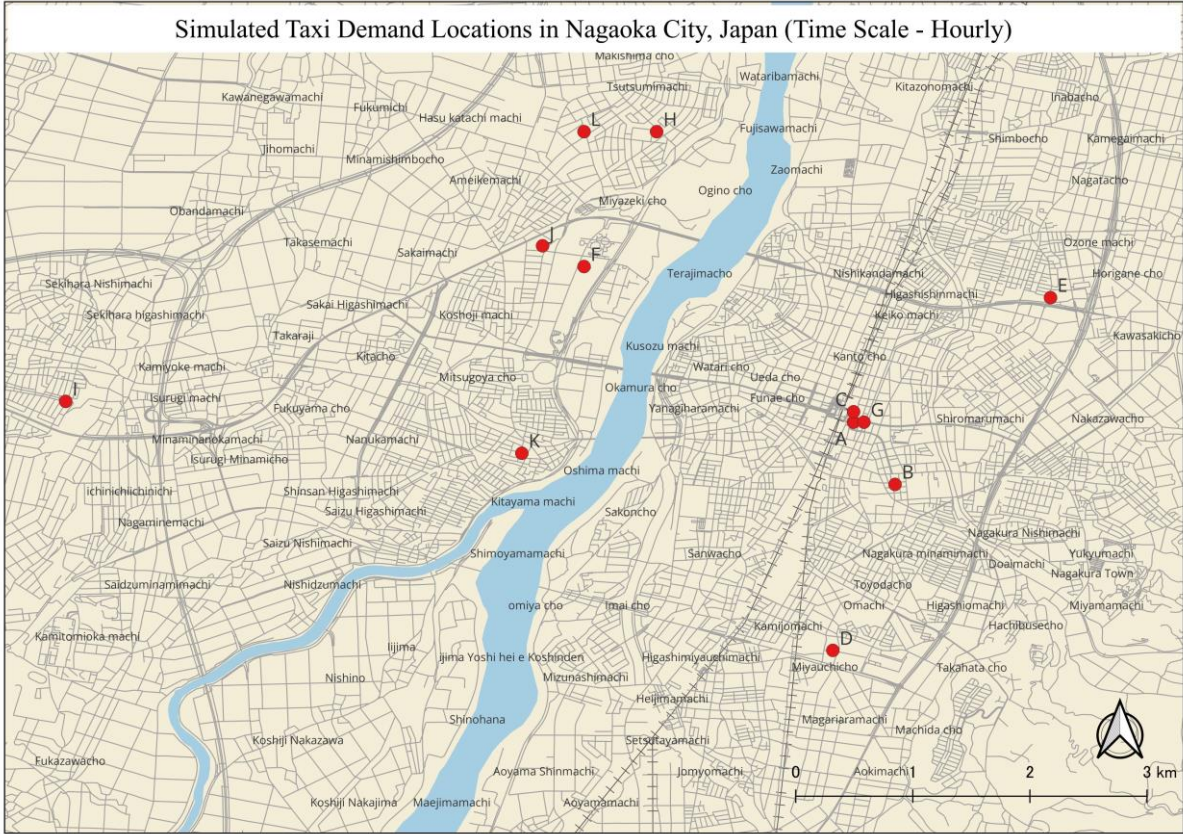 Simulated Taxi Demand Locations in Nagaoka City, Japan (Time Scale - Hourly)
Makishima cho
Wataribamachi
Kawanegawamachi
Tsutsumimachi
Kitazonomachi
Inabacho
Fukumichi
Hasu katachi machi
L
H
Fujisawamachi
Shimbocho
Kamegaimachi
Jihomachi
Minamishimbocho
Zaomachi
Ameikemachi
Ogino cho
Nagatacho
Miyazeki cho
Obandamachi
Takasemachi
J
Sakaimachi
Ozone machi
F
Terajimacho
Nishikandamachi
Horigane cho
Sekihara Nishimachi
E
Higashishinmachi
Sakai Higashimachi
Sekihara higashimachi
Koshoji machi
Keiko machi
Takaraji
Kawasakicho
Kusozu machi
Kitacho
Kanto cho
Kamiyoke machi
Watari cho
Mitsugoya cho
Ueda cho
I
Okamura cho
Isurugi machi
Funae cho
C
Fukuyama cho
Yanagiharamachi
G
Shiromarumachi
Nakazawacho
A
Minaminanokamachi
Nanukamachi
K
Isurugi Minamicho
Oshima machi
B
ichinichiichinichi
Shinsan Higashimachi
Kitayama machi
Saizu Higashimachi
Sakoncho
Nagaminemachi
Nagakura Nishimachi
Saizu Nishimachi
Shimoyamamachi
Sanwacho
Nagakura minamimachi
Yukyumachi
Doaimachi
Nagakura Town
Saidzuminamimachi
Nishidzumachi
Toyodacho
omiya cho
Imai cho
Omachi
Higashiomachi
Miyamamachi
Hachibusecho
Kamijomachi
Kamitomioka machi
D
Iijima
ijima Yoshi hei e Koshinden
Higashimiyauchimachi
Miyauchicho
Takahata cho
Nishino
Mizunashimachi
Heijimamachi
Shinohana
Magariaramachi
Machida cho
Koshiji Nakazawa
Setsutayamachi
Fukazawacho
Aoyama Shinmachi
Jomyomachi
Aokimachi
0 1 2 3 km
Koshiji Nakajima
Maejimamachi
Aoyamamachi